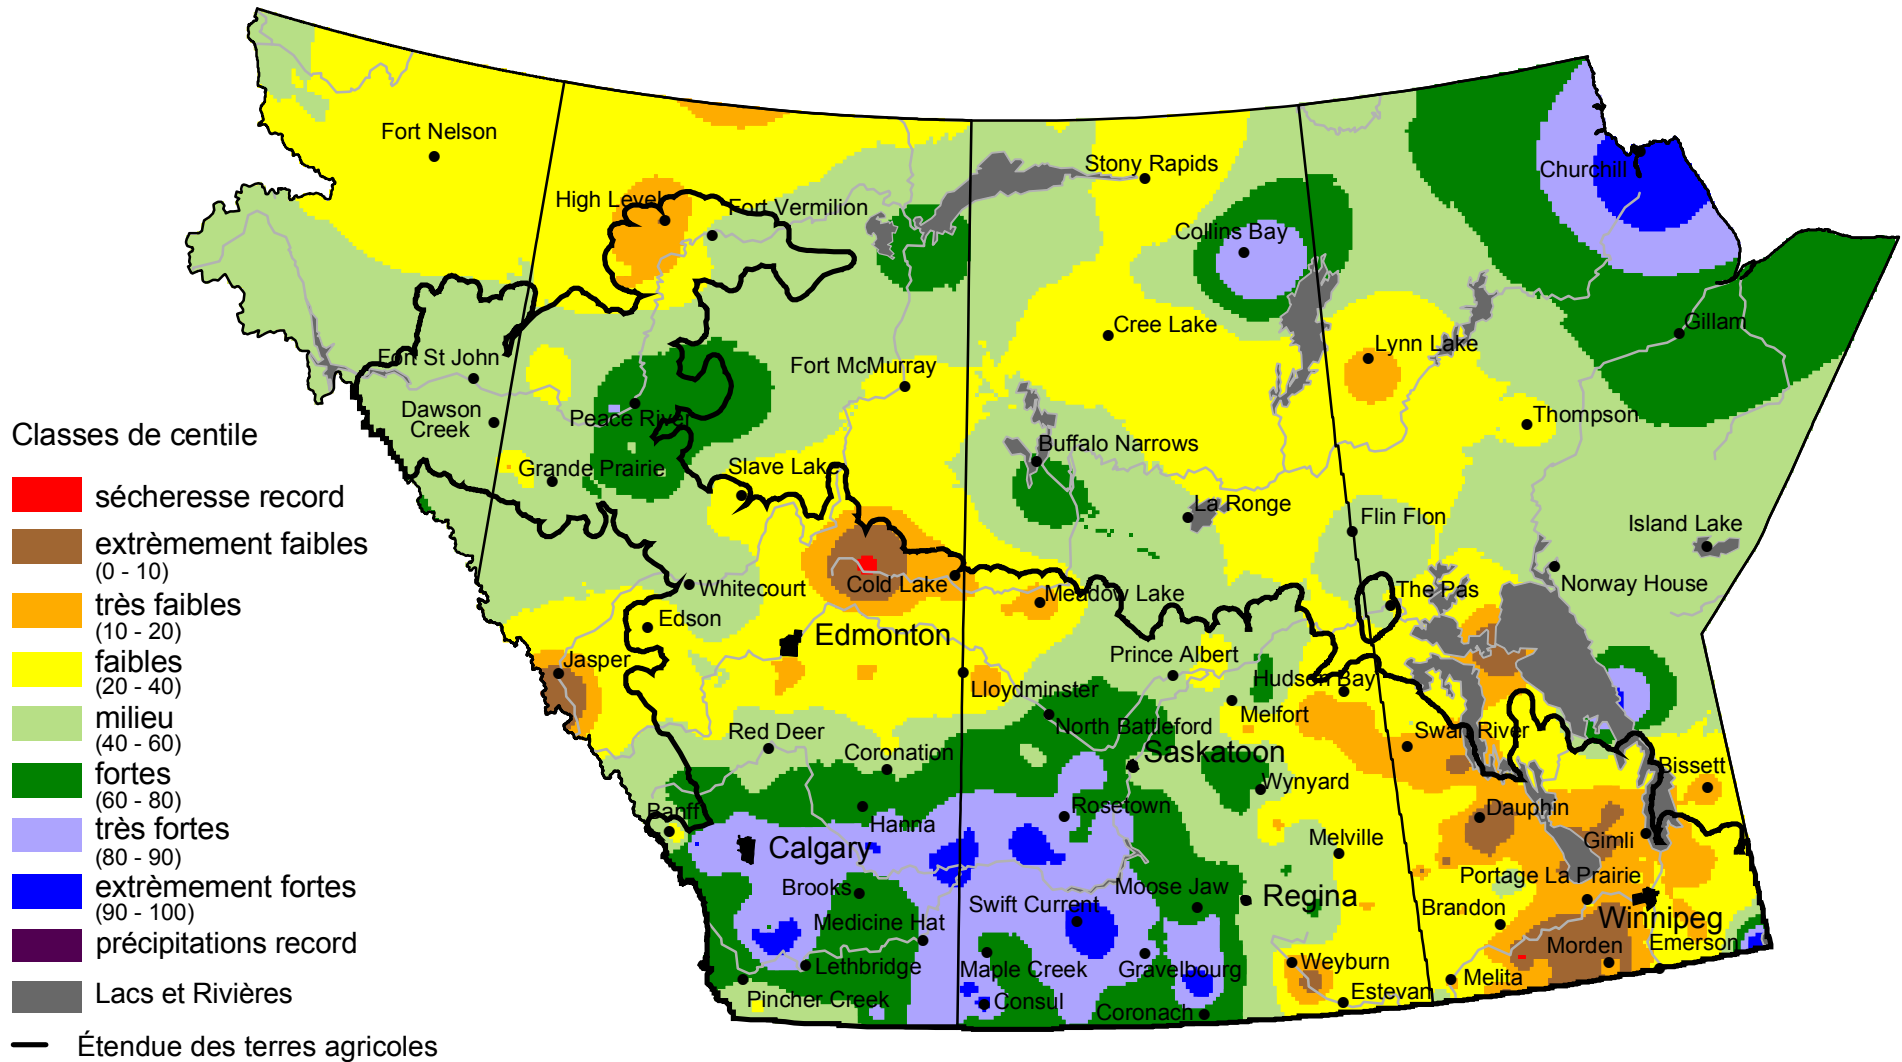 Fort Nelson
High Level
Fort Vermilion
Stony Rapids
Churchill
Collins Bay
Cree Lake
Lynn Lake
Gillam
Fort St John
Fort McMurray
Dawson
Creek
Peace River
Thompson
Buffalo Narrows
Grande Prairie
Slave Lake
La Ronge
Flin Flon
Island Lake
Whitecourt
Cold Lake
Meadow Lake
The Pas
Norway House
Edson
Edmonton
Jasper
Prince Albert
Hudson Bay
Lloydminster
Melfort
North Battleford
Swan River
Red Deer
Coronation
Saskatoon
Wynyard
Bissett
Banff
Hanna
Rosetown
Dauphin
Calgary
Melville
Gimli
Brooks
Moose Jaw
Regina
Portage La Prairie
Medicine Hat
Swift Current
Brandon
Winnipeg
Lethbridge
Maple Creek
Gravelbourg
Weyburn
Morden
Emerson
Pincher Creek
Consul
Coronach
Estevan
Melita
Classes de centile
sécheresse record
extrèmement faibles
(0 - 10)
très faibles
(10 - 20)
faibles
(20 - 40)
milieu
(40 - 60)
fortes
(60 - 80)
très fortes
(80 - 90)
extrèmement fortes
(90 - 100)
précipitations record
Lacs et Rivières
Étendue des terres agricoles